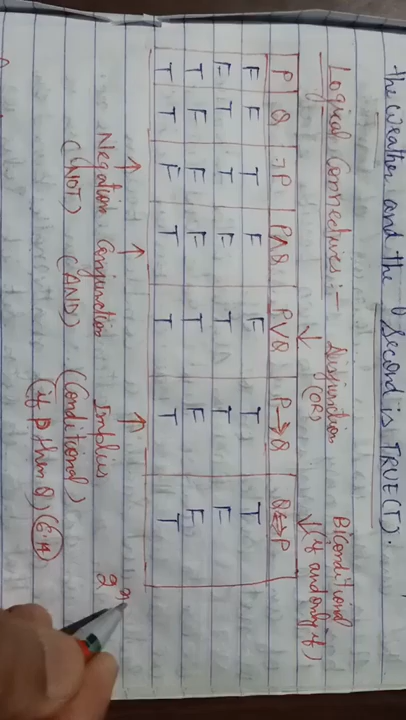 the weather and the Second is TRUE(T).
Logical Connectives :- Disjunction Biconditional
(OR) (if and only if)
P Q ¬P P∧Q P∨Q P→Q Q⇔P
F F T F F T T
F T T F T T F
T F F F T F F
T T F T T T T
Negation Conjunction Implies 2ⁿ
(NOT) (AND) (Conditional)
(if P then Q)